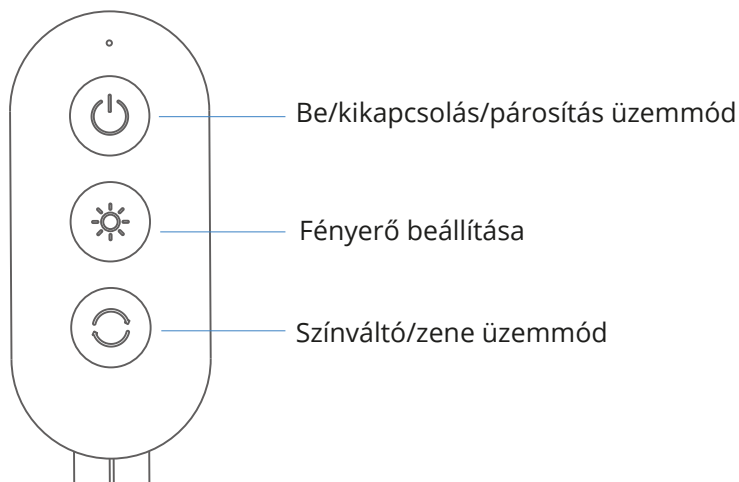 Be/kikapcsolás/párosítás üzemmód
Fényerő beállítása
Színváltó/zene üzemmód